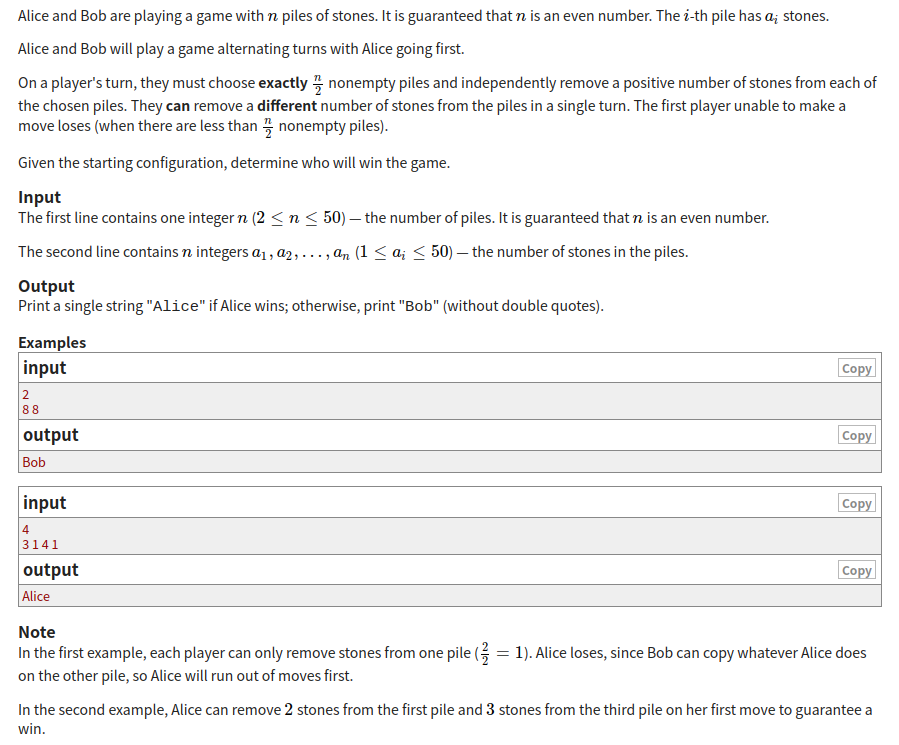 Alice and Bob are playing a game with n piles of stones. It is guaranteed that n is an even number. The i-th pile has a_i stones.
Alice and Bob will play a game alternating turns with Alice going first.
On a player's turn, they must choose exactly n/2 nonempty piles and independently remove a positive number of stones from each of
the chosen piles. They can remove a different number of stones from the piles in a single turn. The first player unable to make a
move loses (when there are less than n/2 nonempty piles).
Given the starting configuration, determine who will win the game.
Input
The first line contains one integer n (2 ≤ n ≤ 50) — the number of piles. It is guaranteed that n is an even number.
The second line contains n integers a_1, a_2, …, a_n (1 ≤ a_i ≤ 50) — the number of stones in the piles.
Output
Print a single string "Alice" if Alice wins; otherwise, print "Bob" (without double quotes).
Examples
input Copy
2
8 8
output Copy
Bob
input Copy
4
3 1 4 1
output Copy
Alice
Note
In the first example, each player can only remove stones from one pile (2/2 = 1). Alice loses, since Bob can copy whatever Alice does
on the other pile, so Alice will run out of moves first.
In the second example, Alice can remove 2 stones from the first pile and 3 stones from the third pile on her first move to guarantee a
win.